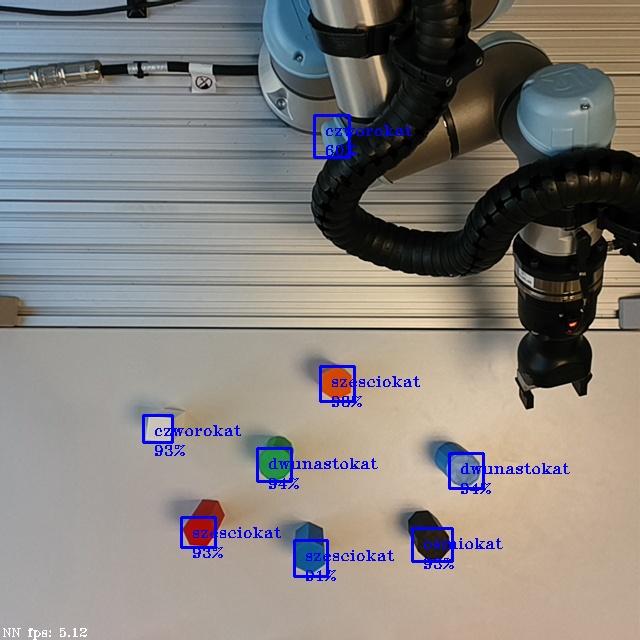 czworokat
60%
szesciokat
98%
czworokat
93%
dwunastokat
94%
dwunastokat
94%
szesciokat
93%
osmiokat
93%
szesciokat
91%
NN fps: 5.12